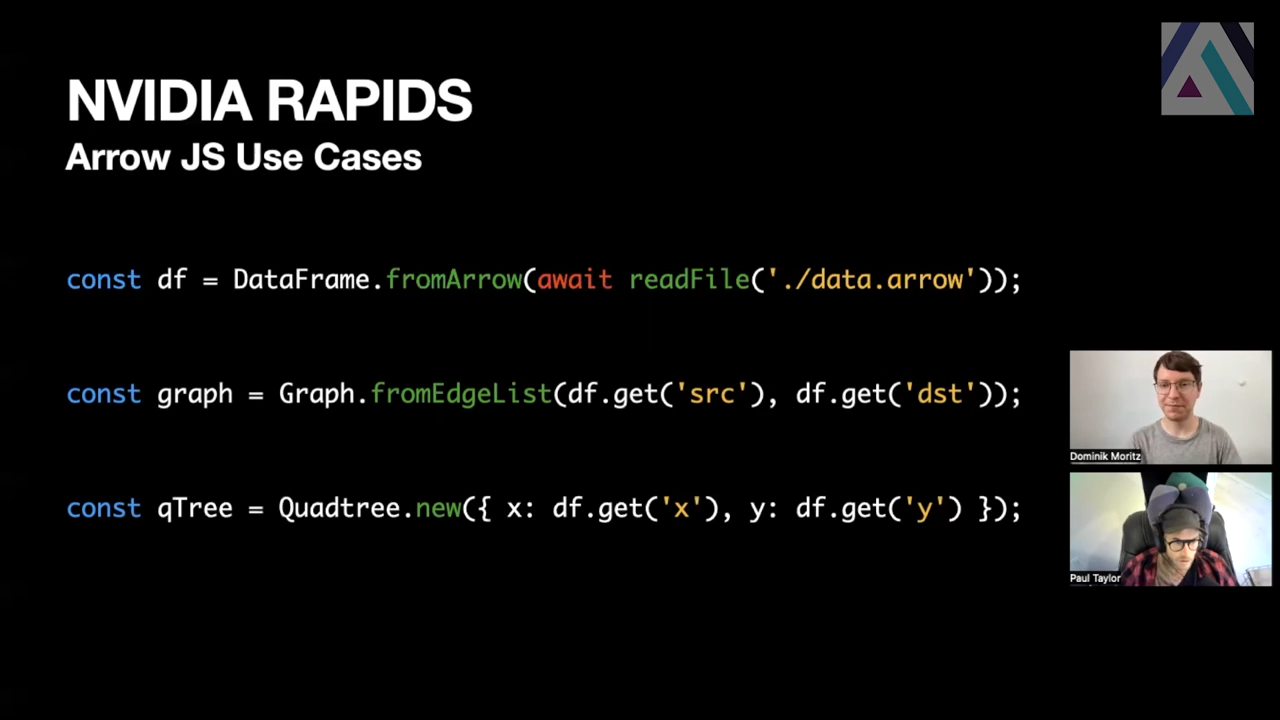 NVIDIA RAPIDS
Arrow JS Use Cases
const df = DataFrame.fromArrow(await readFile('./data.arrow'));
const graph = Graph.fromEdgeList(df.get('src'), df.get('dst'));
const qTree = Quadtree.new({ x: df.get('x'), y: df.get('y') });
Dominik Moritz
Paul Taylor